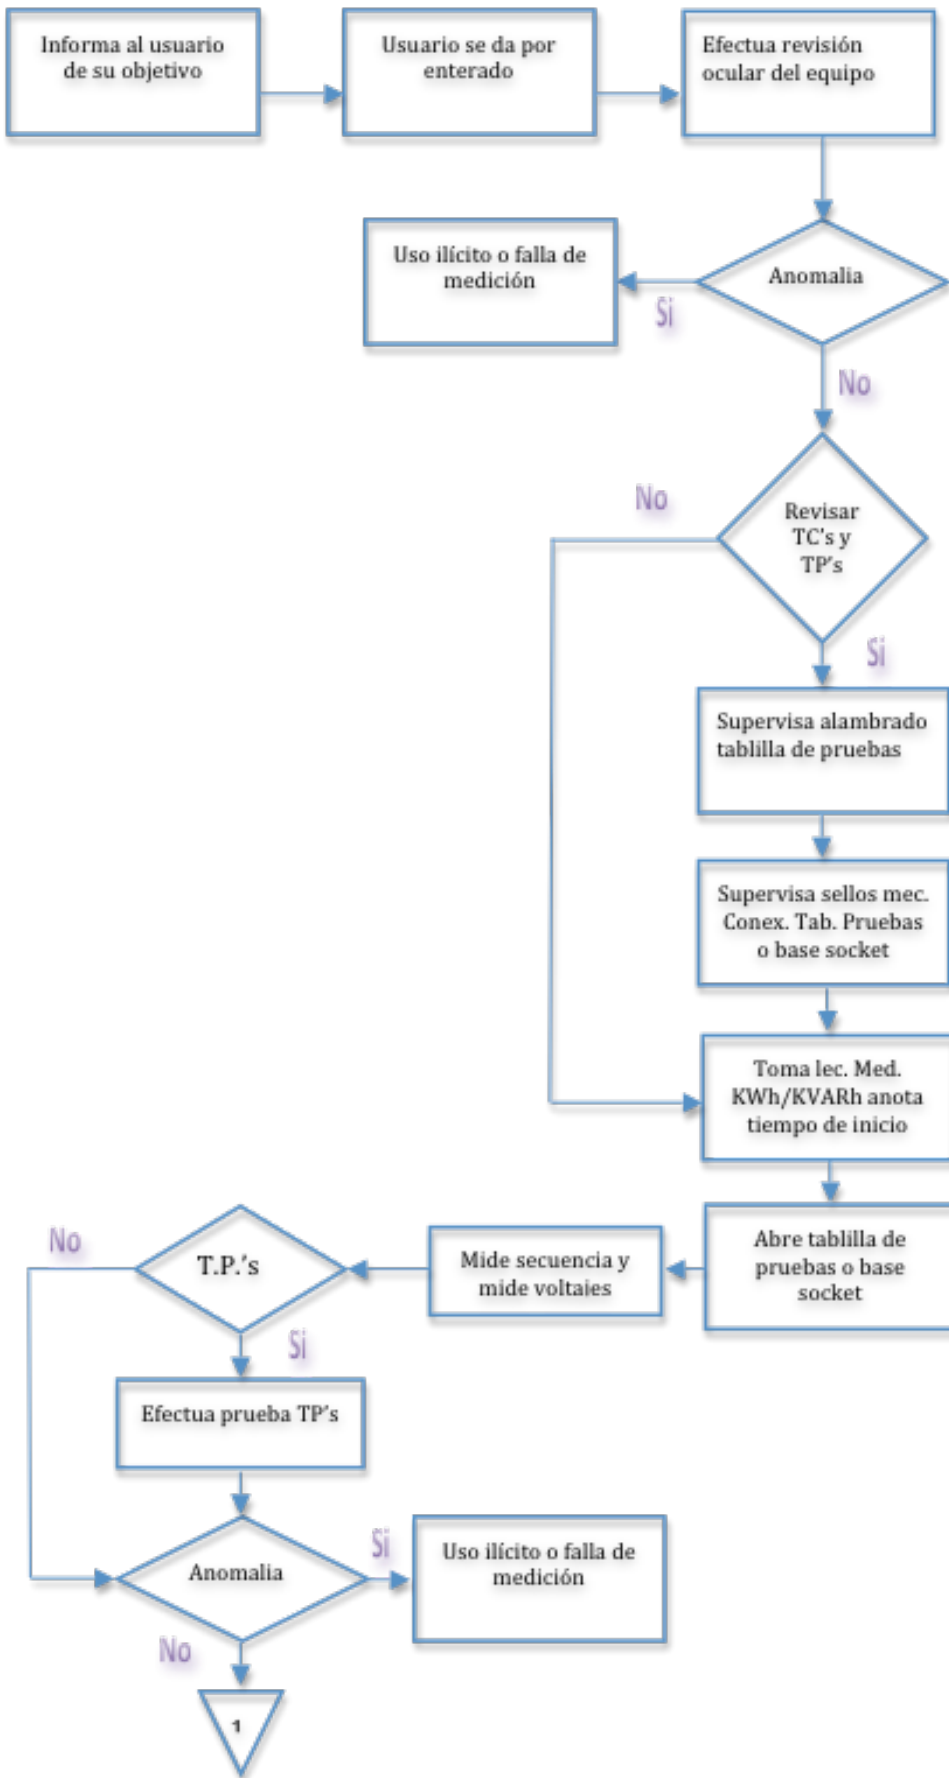 Informa al usuario
de su objetivo
Usuario se da por
enterado
Efectua revisión
ocular del equipo
Uso ilícito o falla de
medición
Anomalia
Si
No
No
Revisar
TC's y
TP's
Si
Supervisa alambrado
tablilla de pruebas
Supervisa sellos mec.
Conex. Tab. Pruebas
o base socket
Toma lec. Med.
KWh/KVARh anota
tiempo de inicio
Abre tablilla de
pruebas o base
socket
Mide secuencia y
mide voltajes
T.P.'s
No
Si
Efectua prueba TP's
Anomalia
Si
Uso ilícito o falla de
medición
No
1